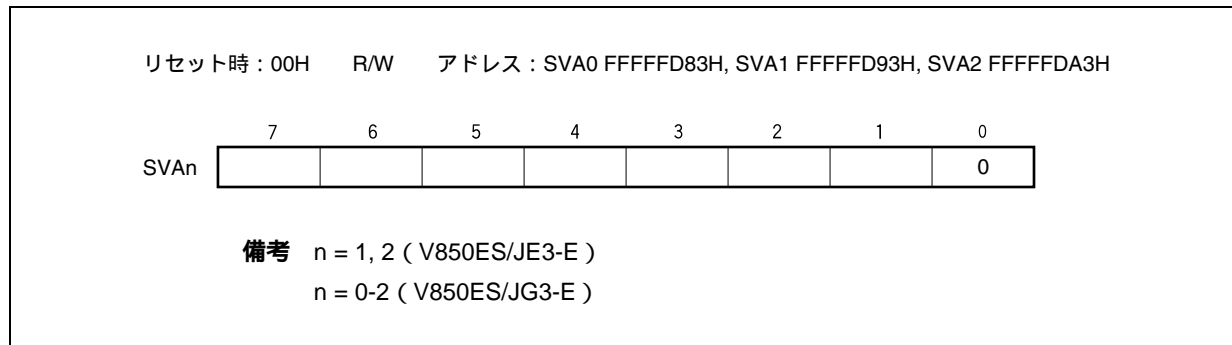 リセット時：00H　　R/W　　アドレス：SVA0 FFFFFD83H, SVA1 FFFFFD93H, SVA2 FFFFFDA3H
7 6 5 4 3 2 1 0
SVAn 0
備考　n = 1, 2（V850ES/JE3-E）
n = 0-2（V850ES/JG3-E）